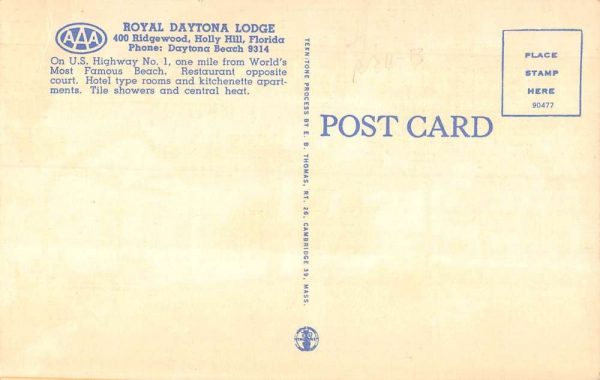 AAA
ROYAL DAYTONA LODGE
400 Ridgewood, Holly Hill, Florida
Phone: Daytona Beach 9314
On U.S. Highway No. 1, one mile from World's
Most Famous Beach. Restaurant opposite
court. Hotel type rooms and kitchenette apart-
ments. Tile showers and central heat.
TEEN-TONE PROCESS BY E. B. THOMAS, RT. 26, CAMBRIDGE 39, MASS.
POST CARD
PLACE
STAMP
HERE
90477